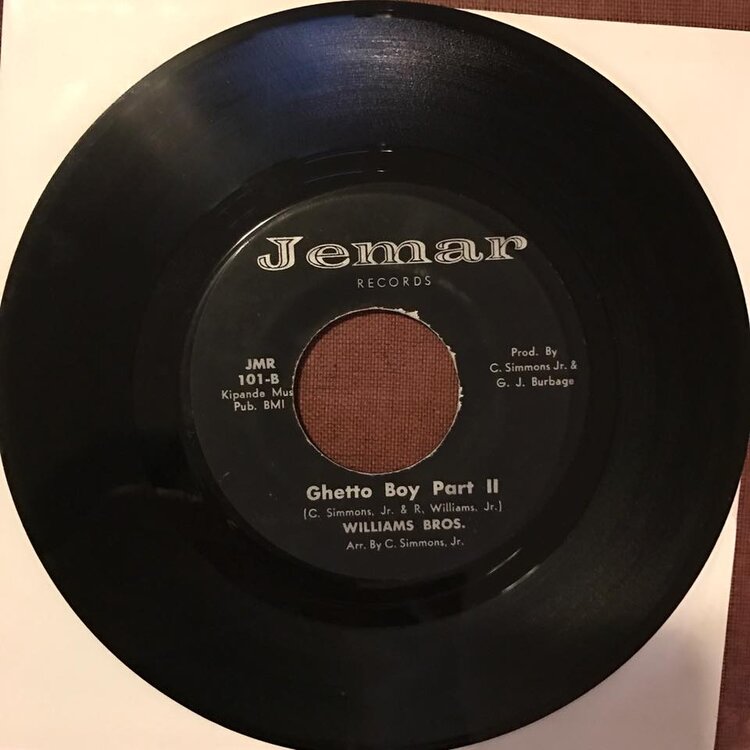 Jemar
RECORDS
JMR
101-B
Kipande Mus
Pub. BMI
Prod. By
C. Simmons Jr. &
G. J. Burbage
Ghetto Boy Part II
(C. Simmons, Jr. & R, Williams, Jr.)
WILLIAMS BROS.
Arr. By C. Simmons, Jr.